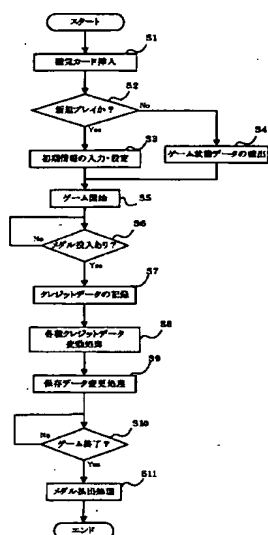 スタート
S1
磁気カード挿入
S2
新規プレイか?
No
Yes
S3
初期情報の入力・設定
S4
ゲーム状態データの読出
ゲーム開始
S5
S6
メダル投入あり?
No
Yes
S7
クレジットデータの記録
各種クレジットデータ
変動処理
S8
S9
保存データ変更処理
S10
No
ゲーム終了?
Yes
S11
メダル払出処理
エンド